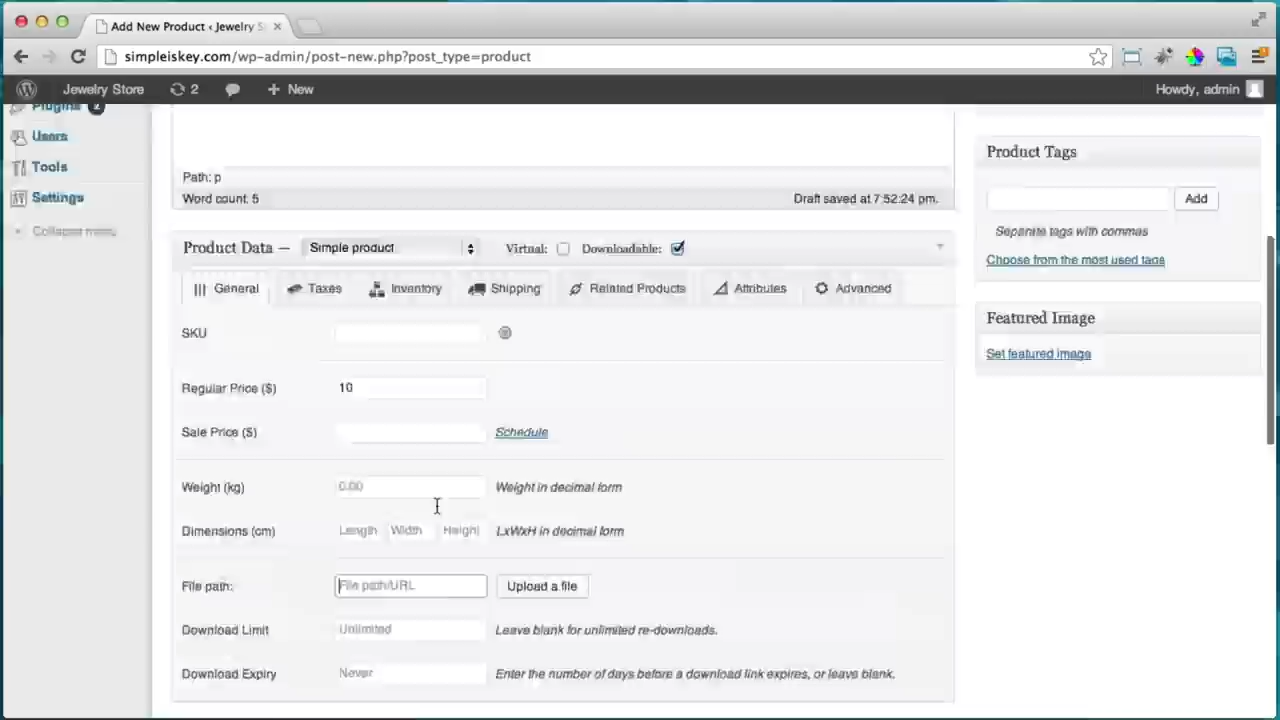 Add New Product ‹ Jewelry S
simpleiskey.com/wp-admin/post-new.php?post_type=product
Jewelry Store 2 + New Howdy, admin
Plugins 2
Users
Tools
Settings
Collapse menu
Path: p
Word count: 5 Draft saved at 7:52:24 pm.
Product Data — Simple product Virtual: Downloadable:
General Taxes Inventory Shipping Related Products Attributes Advanced
SKU
Regular Price ($) 10
Sale Price ($) Schedule
Weight (kg) 0.00 Weight in decimal form
Dimensions (cm) Length Width Height LxWxH in decimal form
File path: File path/URL Upload a file
Download Limit Unlimited Leave blank for unlimited re-downloads.
Download Expiry Never Enter the number of days before a download link expires, or leave blank.
Product Tags
Add
Separate tags with commas
Choose from the most used tags
Featured Image
Set featured image